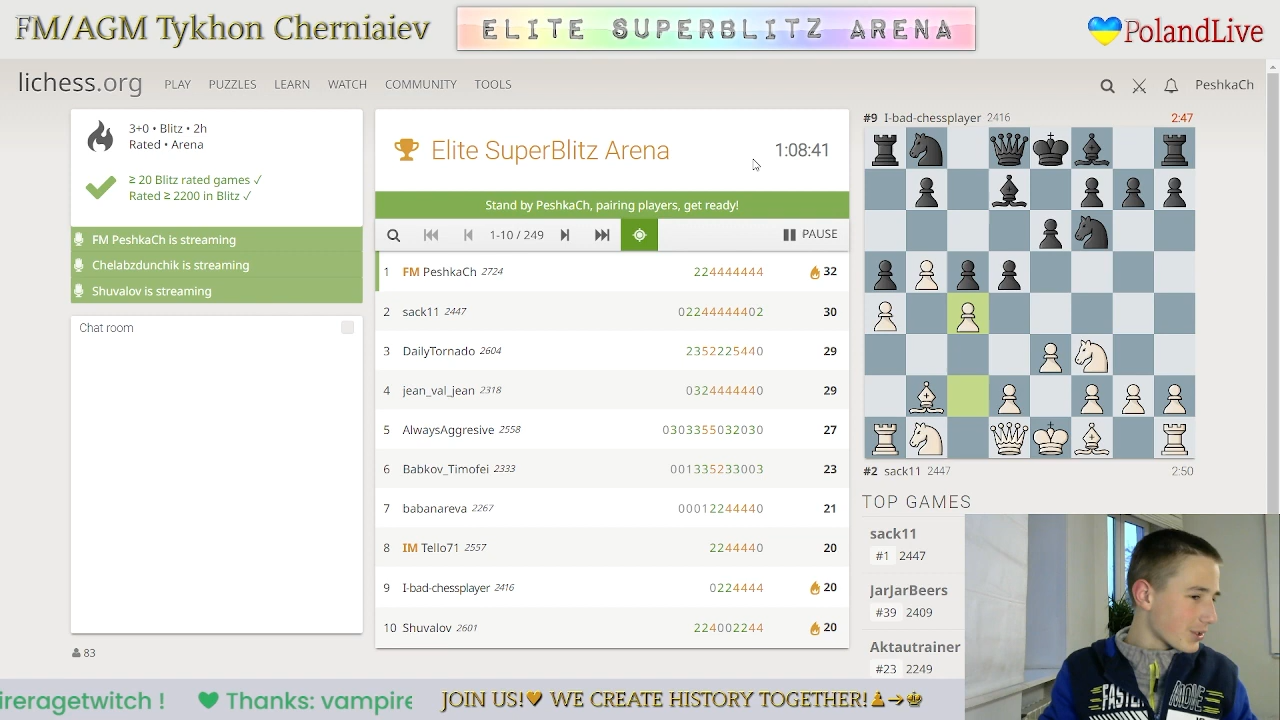 FM/AGM Tykhon Cherniaiev
ELITE SUPERBLITZ ARENA
PolandLive
lichess.org
PLAY
PUZZLES
LEARN
WATCH
COMMUNITY
TOOLS
PeshkaCh
3+0 • Blitz • 2h
Rated • Arena
≥ 20 Blitz rated games ✓
Rated ≥ 2200 in Blitz ✓
FM PeshkaCh is streaming
Chelabzdunchik is streaming
Shuvalov is streaming
Chat room
83
Elite SuperBlitz Arena
1:08:41
Stand by PeshkaCh, pairing players, get ready!
1-10 / 249
PAUSE
1 FM PeshkaCh 2724 224444444 32
2 sack11 2447 02244444402 30
3 DailyTornado 2604 2352225440 29
4 jean_val_jean 2318 0324444440 29
5 AlwaysAggresive 2558 0303355032030 27
6 Babkov_Timofei 2333 001335233003 23
7 babanareva 2267 0001224440 21
8 IM Tello71 2557 2244440 20
9 I-bad-chessplayer 2416 0224444 20
10 Shuvalov 2601 224002244 20
#9 I-bad-chessplayer 2416 2:47
#2 sack11 2447 2:50
TOP GAMES
sack11
#1 2447
JarJarBeers
#39 2409
Aktautrainer
#23 2249
FASTER MOVE
ireragetwitch !
Thanks: vampire
JOIN US! WE CREATE HISTORY TOGETHER!